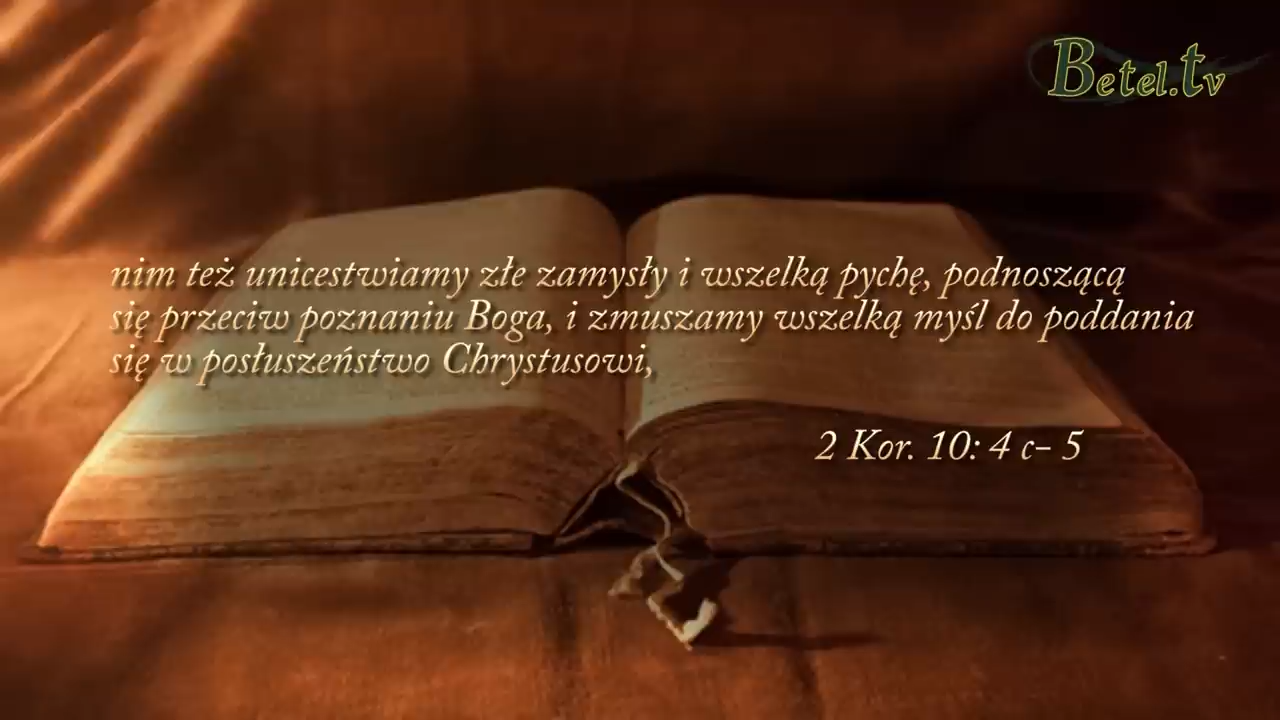 Betel.tv
nim też unicestwiamy złe zamysły i wszelką pychę, podnoszącą
się przeciw poznaniu Boga, i zmuszamy wszelką myśl do poddania
się w posłuszeństwo Chrystusowi,
2 Kor. 10: 4 c– 5